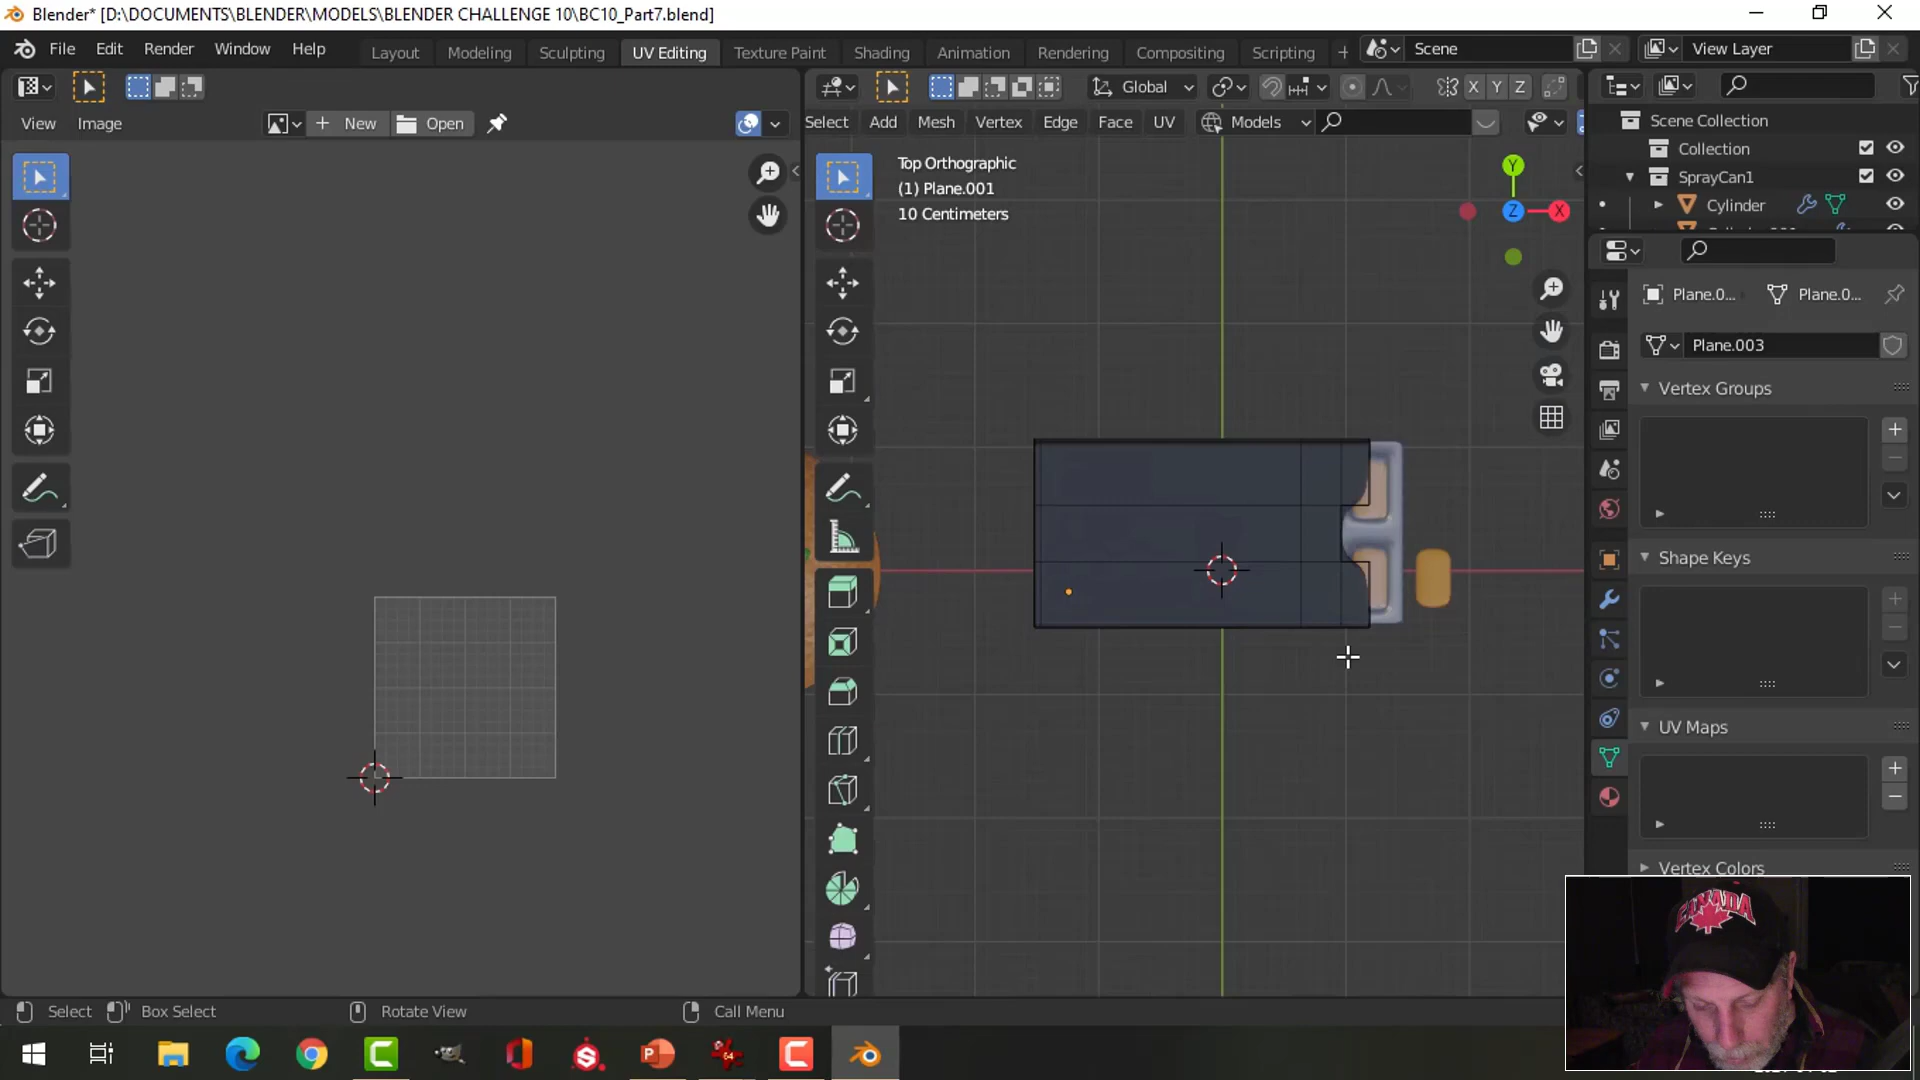 Blender* [D:\DOCUMENTS\BLENDER\MODELS\BLENDER CHALLENGE 10\BC10_Part7.blend]
File Edit Render Window Help
Layout Modeling Sculpting UV Editing Texture Paint Shading Animation Rendering Compositing Scripting
Scene
View Layer
Global
X Y Z
View Image
New
Open
Select Add Mesh Vertex Edge Face UV
Models
Top Orthographic
(1) Plane.001
10 Centimeters
Y
Z
X
Scene Collection
Collection
SprayCan1
Cylinder
Plane.0...
Plane.0...
Plane.003
Vertex Groups
Shape Keys
UV Maps
Vertex Colors
CANADA
Select
Box Select
Rotate View
Call Menu